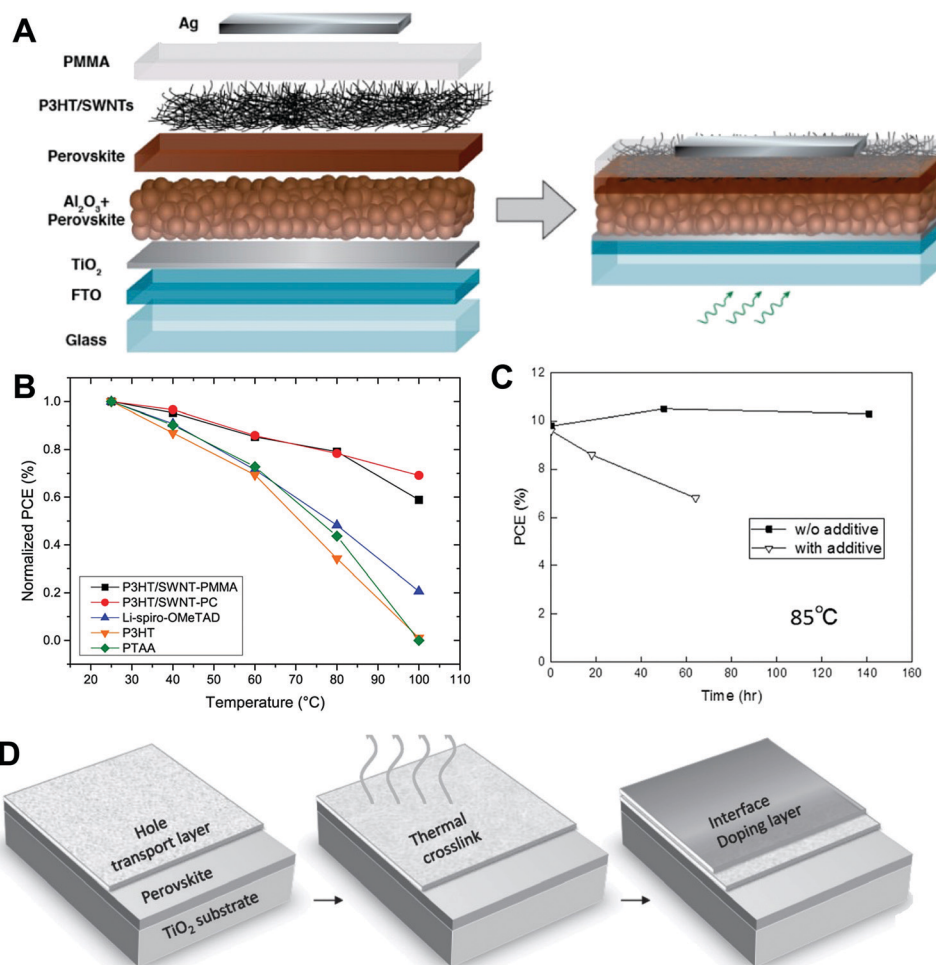 A
Ag
PMMA
P3HT/SWNTs
Perovskite
Al₂O₃+
Perovskite
TiO₂
FTO
Glass
B
Normalized PCE (%)
1.0
0.8
0.6
0.4
0.2
0.0
P3HT/SWNT-PMMA
P3HT/SWNT-PC
Li-spiro-OMeTAD
P3HT
PTAA
20 30 40 50 60 70 80 90 100 110
Temperature (°C)
C
PCE (%)
12
10
8
6
4
2
0
w/o additive
with additive
85°C
0 20 40 60 80 100 120 140 160
Time (hr)
D
Hole
transport layer
Perovskite
TiO₂ substrate
Thermal
crosslink
Interface
Doping layer